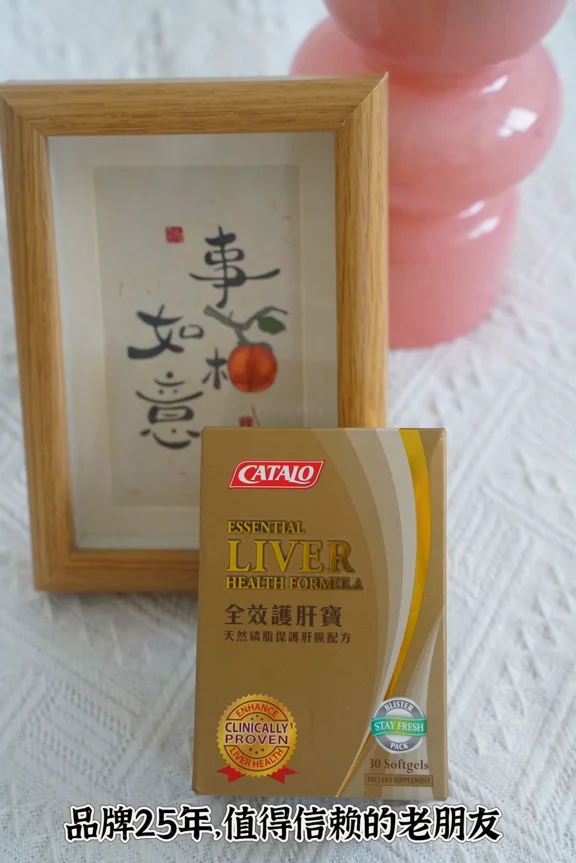 事
柿
如
意
CATALO
ESSENTIAL
LIVER
HEALTH FORMULA
全效護肝寶
天然磷脂保護肝臟配方
ENHANCE
CLINICALLY¹
PROVEN
LIVER HEALTH
BLISTER
STAY FRESH
PACK
30 Softgels
DIETARY SUPPLEMENT
品牌25年,值得信赖的老朋友